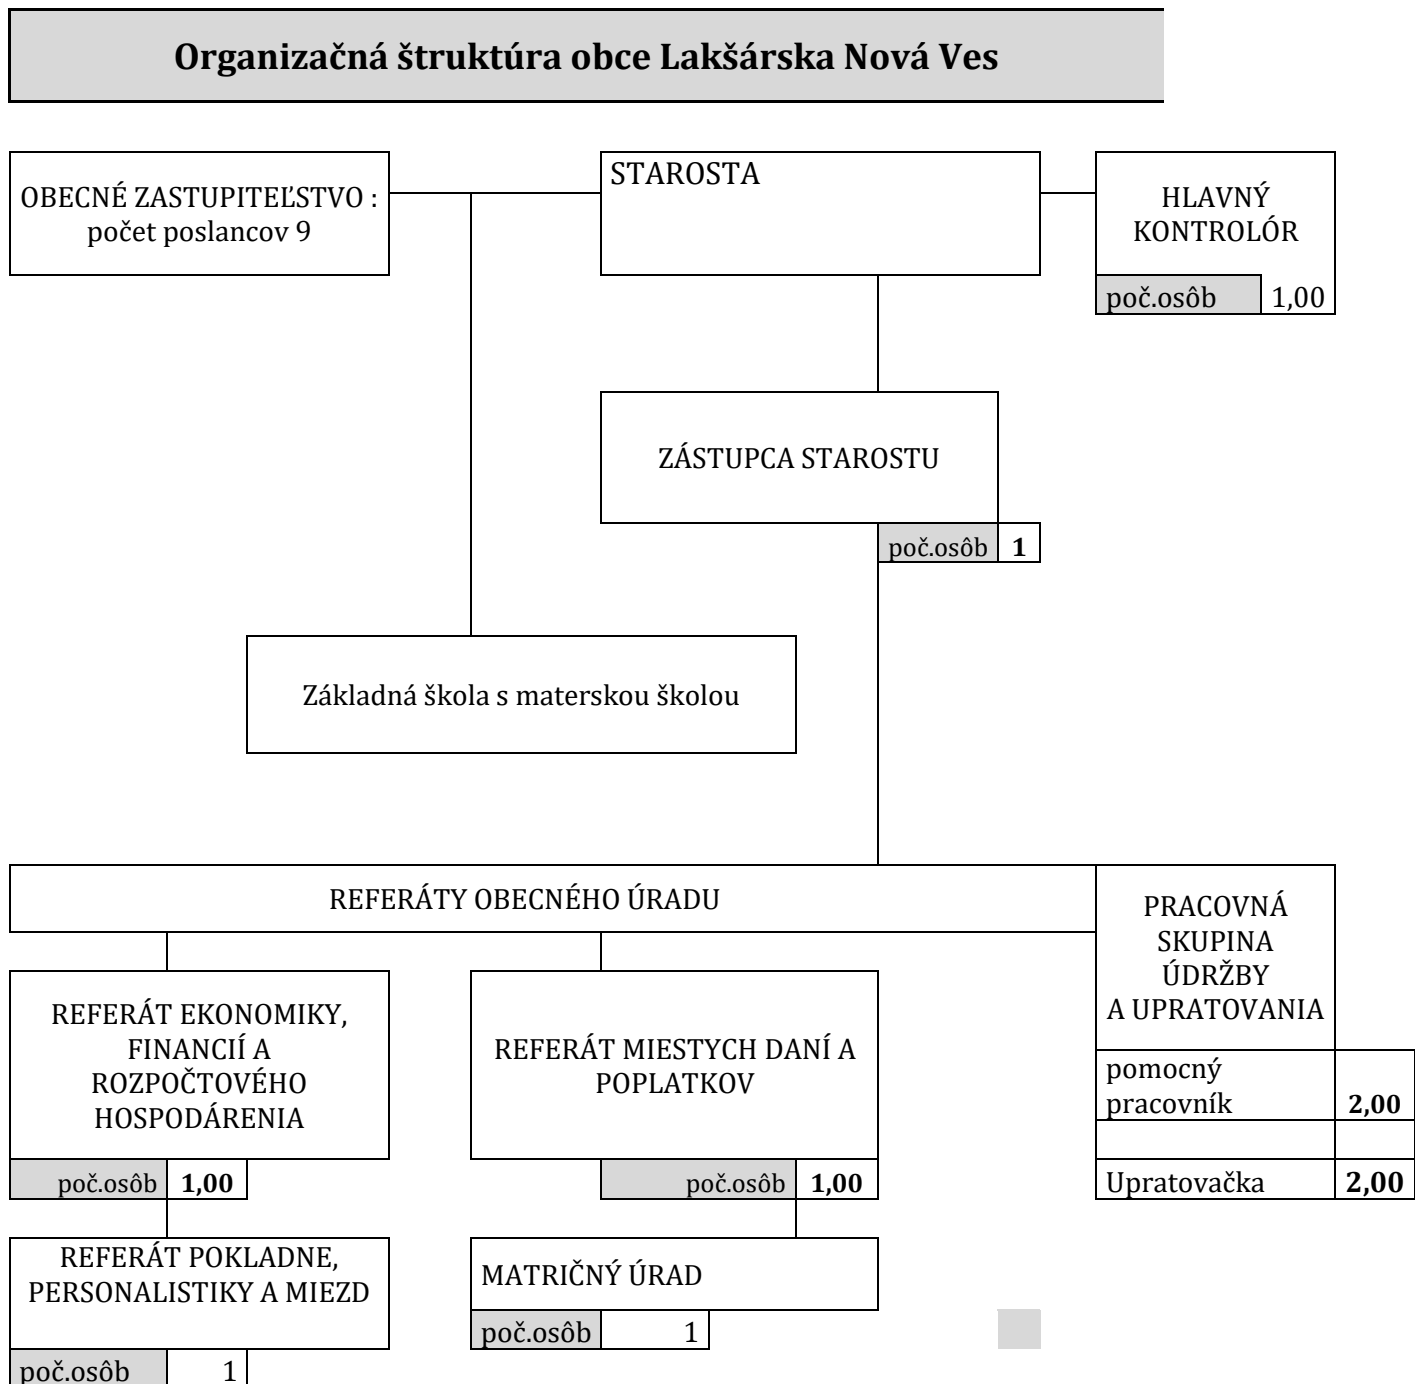 Organizačná štruktúra obce Lakšárska Nová Ves
OBECNÉ ZASTUPITEĽSTVO :
počet poslancov 9
STAROSTA
HLAVNÝ
KONTROLÓR
poč.osôb 1,00
ZÁSTUPCA STAROSTU
poč.osôb 1
Základná škola s materskou školou
REFERÁTY OBECNÉHO ÚRADU
PRACOVNÁ
SKUPINA
ÚDRŽBY
A UPRATOVANIA
pomocný
pracovník 2,00
Upratovačka 2,00
REFERÁT EKONOMIKY,
FINANCIÍ A
ROZPOČTOVÉHO
HOSPODÁRENIA
poč.osôb 1,00
REFERÁT MIESTYCH DANÍ A
POPLATKOV
poč.osôb 1,00
REFERÁT POKLADNE,
PERSONALISTIKY A MIEZD
poč.osôb 1
MATRIČNÝ ÚRAD
poč.osôb 1